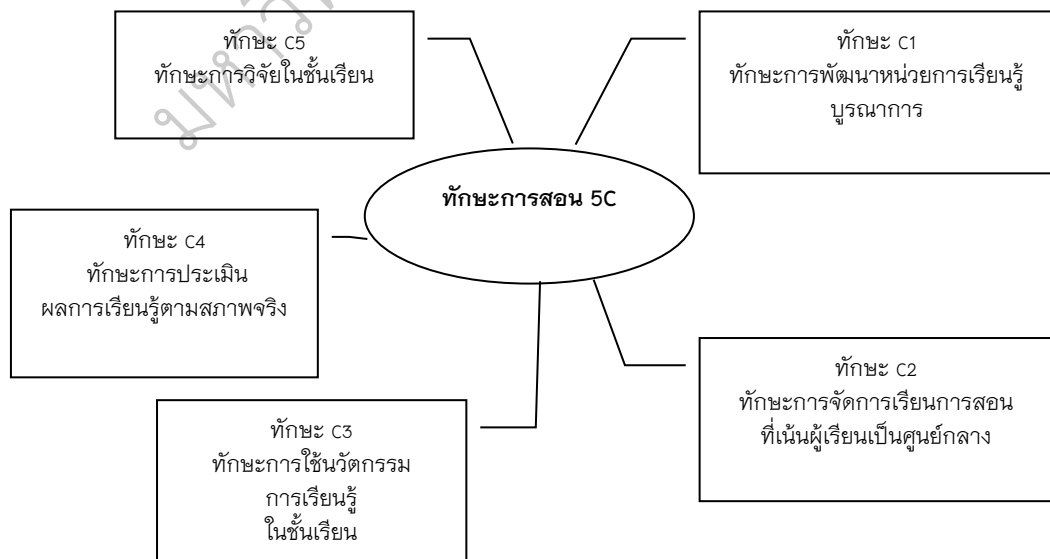 ทักษะ C5
ทักษะการวิจัยในชั้นเรียน
ทักษะ C1
ทักษะการพัฒนาหน่วยการเรียนรู้
บูรณาการ
ทักษะการสอน 5C
ทักษะ C4
ทักษะการประเมิน
ผลการเรียนรู้ตามสภาพจริง
ทักษะ C2
ทักษะการจัดการเรียนการสอน
ที่เน้นผู้เรียนเป็นศูนย์กลาง
ทักษะ C3
ทักษะการใช้นวัตกรรม
การเรียนรู้
ในชั้นเรียน